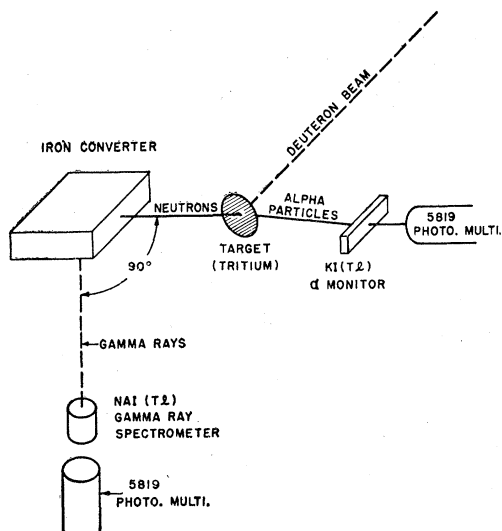 DEUTERON BEAM
IRON CONVERTER
NEUTRONS
ALPHA
PARTICLES
5819
PHOTO. MULTI.
TARGET
(TRITIUM)
KI(Tl)
α MONITOR
90°
GAMMA RAYS
NAI (Tl)
GAMMA RAY
SPECTROMETER
5819
PHOTO. MULTI.